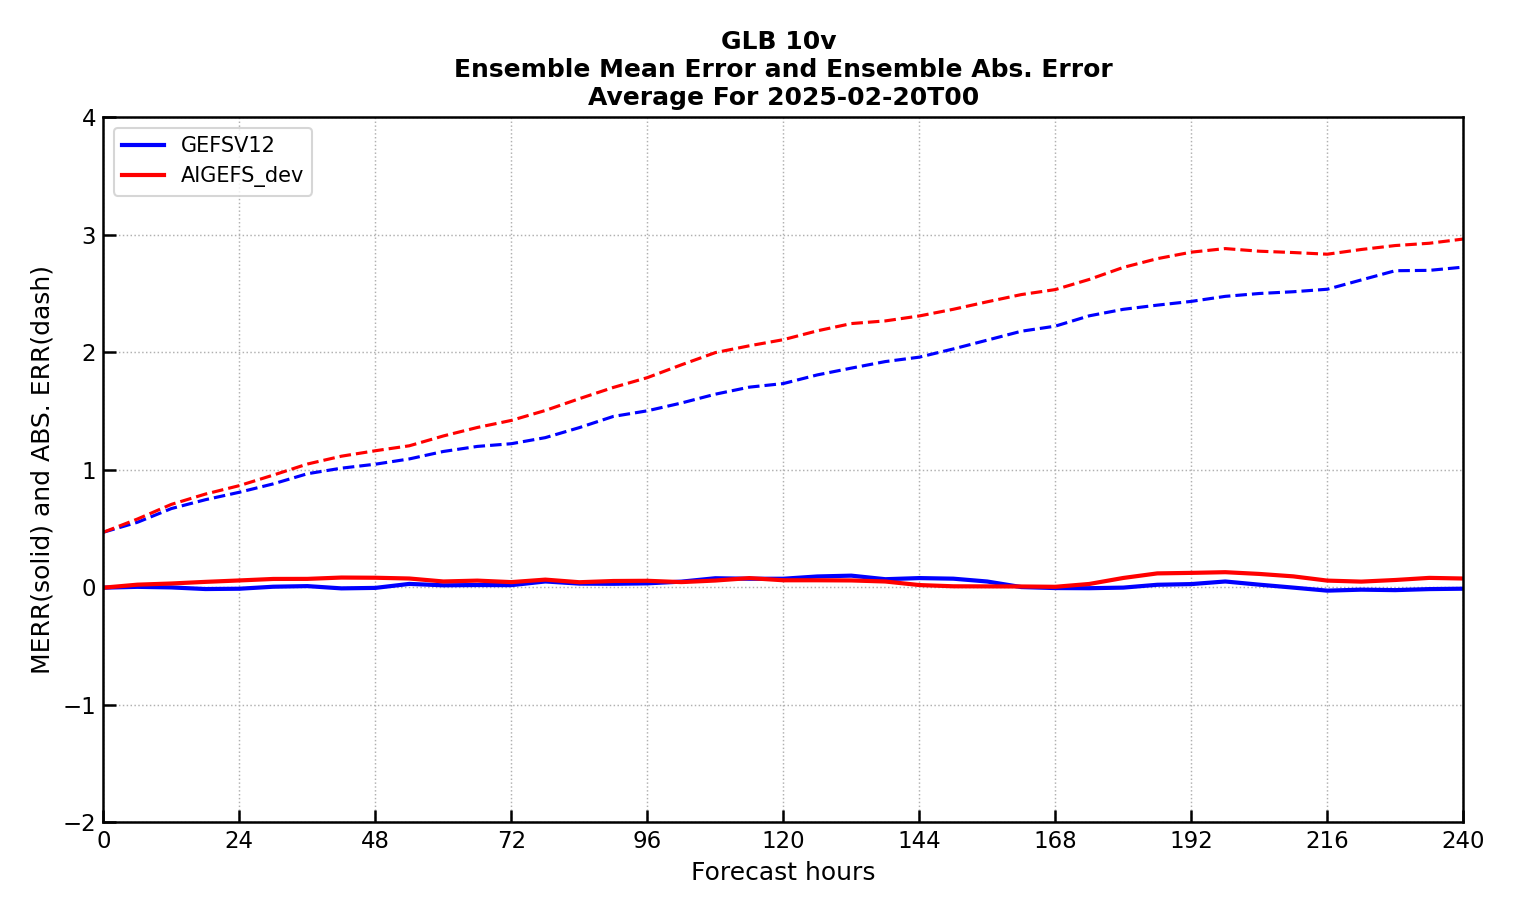 GLB 10v
Ensemble Mean Error and Ensemble Abs. Error
Average For 2025-02-20T00
GEFSV12
AIGEFS_dev
MERR(solid) and ABS. ERR(dash)
4
3
2
1
0
−1
−2
0 24 48 72 96 120 144 168 192 216 240
Forecast hours